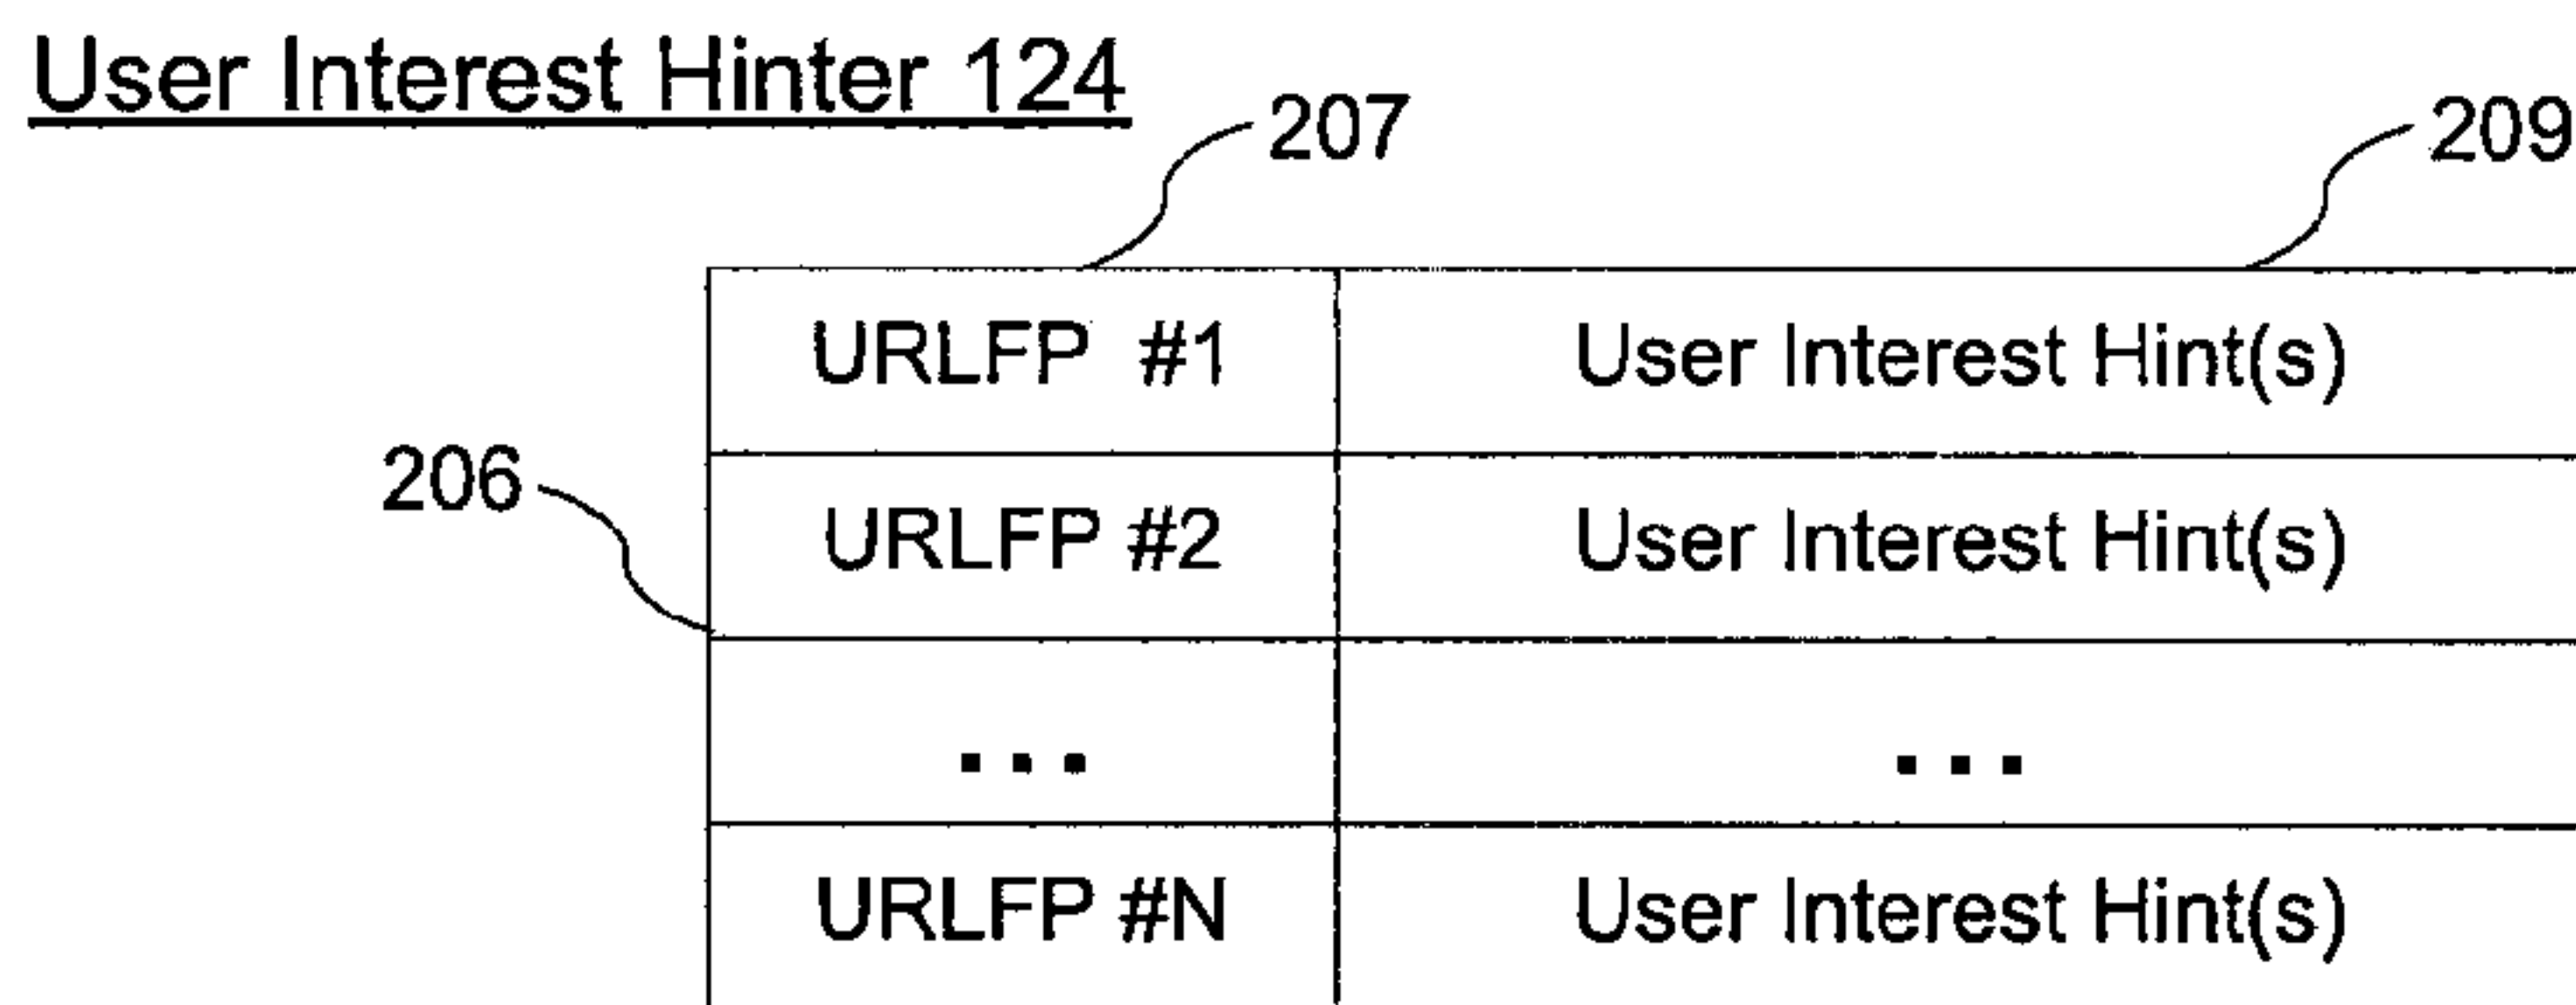 User Interest Hinter 124
207
209
URLFP #1 User Interest Hint(s)
206
URLFP #2 User Interest Hint(s)
... ...
URLFP #N User Interest Hint(s)